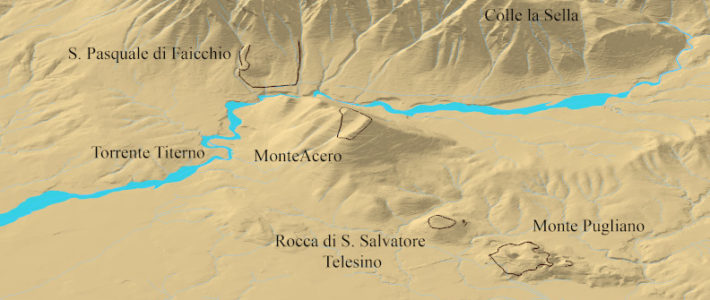 Colle la Sella
S. Pasquale di Faicchio
Torrente Titerno
MonteAcero
Monte Pugliano
Rocca di S. Salvatore
Telesino